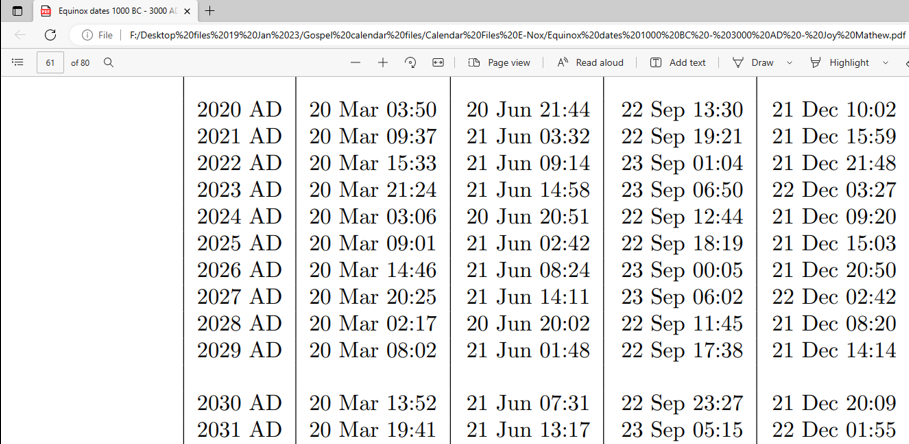 Equinox dates 1000 BC - 3000 AD
File F:/Desktop%20files%2019%20Jan%2023/Gospel%20calendar%20files/Calendar%20Files%20E-Nox/Equinox%20dates%201000%20BC%20-%203000%20AD%20-%20Joy%20Mathew.pdf
61 of 80 Page view Read aloud Add text Draw Highlight
2020 AD 20 Mar 03:50 20 Jun 21:44 22 Sep 13:30 21 Dec 10:02
2021 AD 20 Mar 09:37 21 Jun 03:32 22 Sep 19:21 21 Dec 15:59
2022 AD 20 Mar 15:33 21 Jun 09:14 23 Sep 01:04 21 Dec 21:48
2023 AD 20 Mar 21:24 21 Jun 14:58 23 Sep 06:50 22 Dec 03:27
2024 AD 20 Mar 03:06 20 Jun 20:51 22 Sep 12:44 21 Dec 09:20
2025 AD 20 Mar 09:01 21 Jun 02:42 22 Sep 18:19 21 Dec 15:03
2026 AD 20 Mar 14:46 21 Jun 08:24 23 Sep 00:05 21 Dec 20:50
2027 AD 20 Mar 20:25 21 Jun 14:11 23 Sep 06:02 22 Dec 02:42
2028 AD 20 Mar 02:17 20 Jun 20:02 22 Sep 11:45 21 Dec 08:20
2029 AD 20 Mar 08:02 21 Jun 01:48 22 Sep 17:38 21 Dec 14:14
2030 AD 20 Mar 13:52 21 Jun 07:31 22 Sep 23:27 21 Dec 20:09
2031 AD 20 Mar 19:41 21 Jun 13:17 23 Sep 05:15 22 Dec 01:55